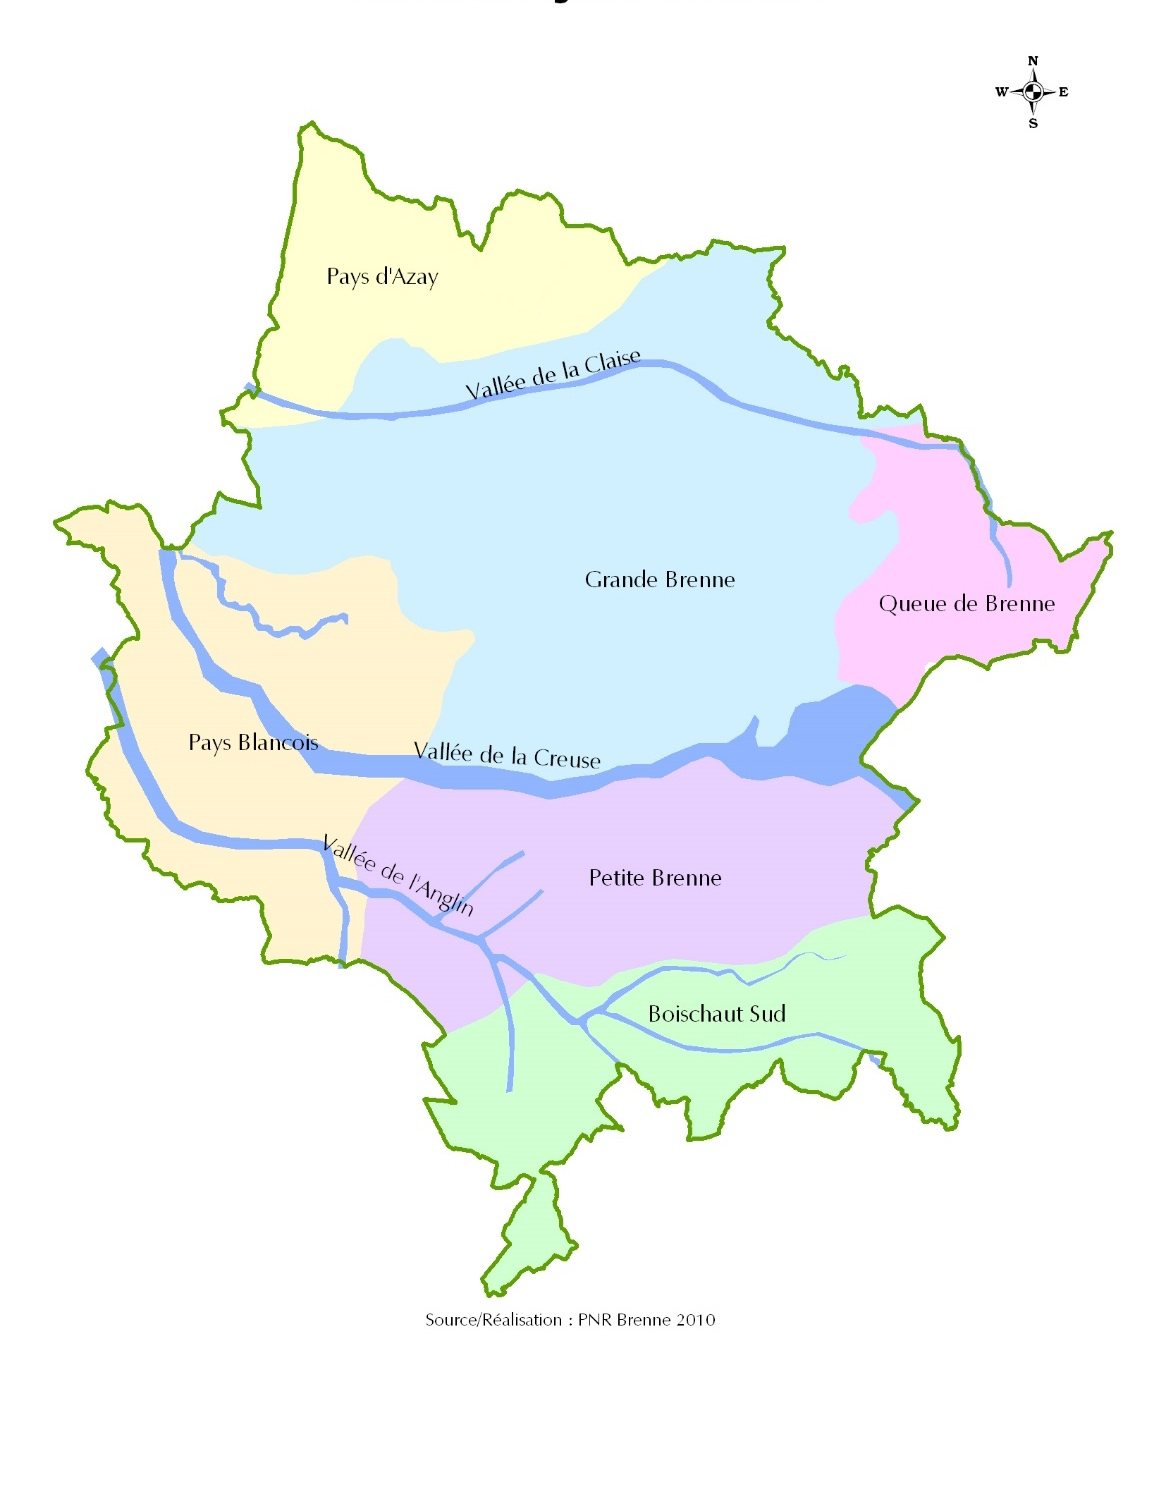 N
W E
S
Pays d'Azay
Vallée de la Claise
Grande Brenne
Queue de Brenne
Pays Blancois
Vallée de la Creuse
Vallée de l'Anglin
Petite Brenne
Boischaut Sud
Source/Réalisation : PNR Brenne 2010